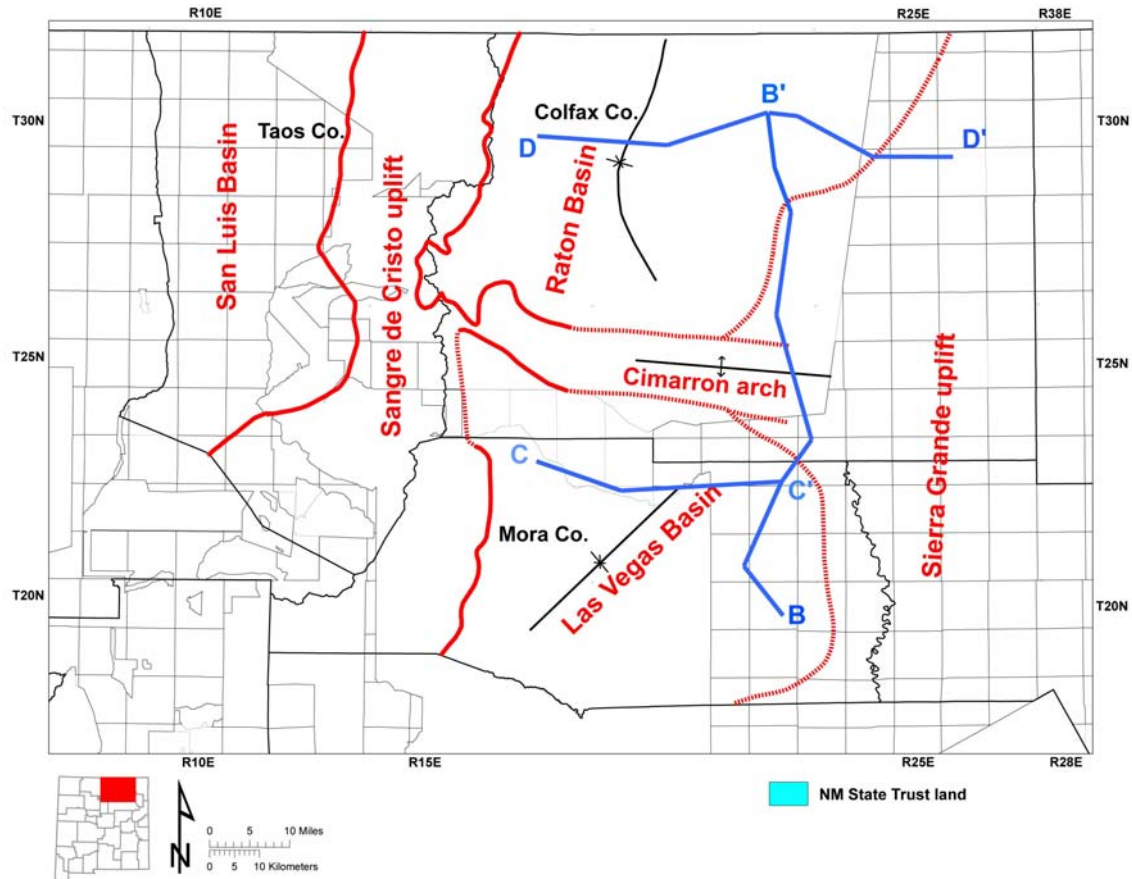 R10E
R25E
R38E
T30N
Taos Co.
Colfax Co.
B'
T30N
D
D'
San Luis Basin
Sangre de Cristo uplift
Raton Basin
T25N
T25N
Cimarron arch
Sierra Grande uplift
C
C'
Mora Co.
Las Vegas Basin
T20N
T20N
B
R10E
R15E
R25E
R28E
NM State Trust land
N
0 5 10 Miles
0 5 10 Kilometers